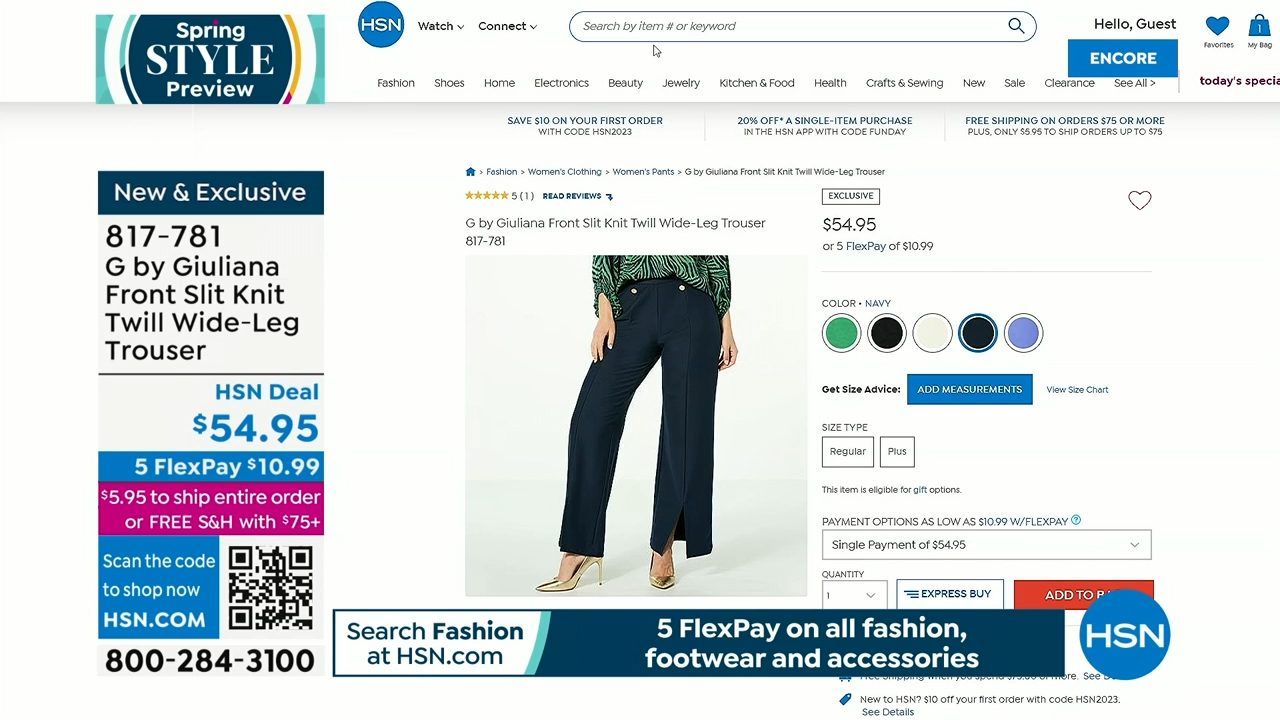 Spring
STYLE
Preview
HSN
Watch
Connect
Search by item # or keyword
Hello, Guest
Favorites
1
My Bag
ENCORE
Fashion
Shoes
Home
Electronics
Beauty
Jewelry
Kitchen & Food
Health
Crafts & Sewing
New
Sale
Clearance
See All >
today's
SAVE $10 ON YOUR FIRST ORDER
WITH CODE HSN2023
20% OFF* A SINGLE-ITEM PURCHASE
IN THE HSN APP WITH CODE FUNDAY
FREE SHIPPING ON ORDERS $75 OR MORE
PLUS, ONLY $5.95 TO SHIP ORDERS UP TO $75
New & Exclusive
817-781
G by Giuliana
Front Slit Knit
Twill Wide-Leg
Trouser
HSN Deal
$54.95
5 FlexPay $10.99
$5.95 to ship entire order
or FREE S&H with $75+
Scan the code
to shop now
HSN.COM
800-284-3100
> Fashion > Women's Clothing > Women's Pants > G by Giuliana Front Slit Knit Twill Wide-Leg Trouser
5 (1) READ REVIEWS
G by Giuliana Front Slit Knit Twill Wide-Leg Trouser
817-781
EXCLUSIVE
$54.95
or 5 FlexPay of $10.99
COLOR • NAVY
Get Size Advice:
ADD MEASUREMENTS
View Size Chart
SIZE TYPE
Regular
Plus
This item is eligible for gift options.
PAYMENT OPTIONS AS LOW AS $10.99 W/FLEXPAY ?
Single Payment of $54.95
QUANTITY
1
EXPRESS BUY
ADD TO
Search Fashion
at HSN.com
5 FlexPay on all fashion,
footwear and accessories
HSN
New to HSN? $10 off your first order with code HSN2023.
See Details